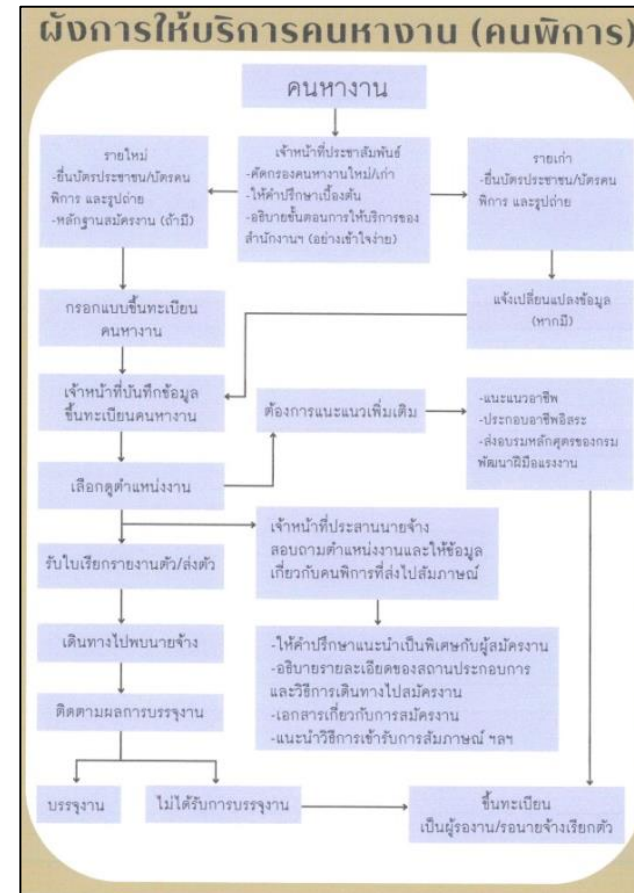 ผังการให้บริการคนหางาน (คนพิการ)
คนหางาน
รายใหม่
-ยื่นบัตรประชาชน/บัตรคน
พิการ และรูปถ่าย
-หลักฐานสมัครงาน (ถ้ามี)
เจ้าหน้าที่ประชาสัมพันธ์
-คัดกรองคนหางานใหม่/เก่า
-ให้คำปรึกษาเบื้องต้น
-อธิบายขั้นตอนการให้บริการของ
สำนักงานฯ (อย่างเข้าใจง่าย)
รายเก่า
-ยื่นบัตรประชาชน/บัตรคน
พิการ และรูปถ่าย
กรอกแบบขึ้นทะเบียน
คนหางาน
แจ้งเปลี่ยนแปลงข้อมูล
(หากมี)
เจ้าหน้าที่บันทึกข้อมูล
ขึ้นทะเบียนคนหางาน
ต้องการแนะแนวเพิ่มเติม
-แนะแนวอาชีพ
-ประกอบอาชีพอิสระ
-ส่งอบรมหลักศูตรของกรม
พัฒนาฝีมือแรงงาน
เลือกดูตำแหน่งงาน
เจ้าหน้าที่ประสานนายจ้าง
สอบถามตำแหน่งงานและให้ข้อมูล
เกี่ยวกับคนพิการที่ส่งไปสัมภาษณ์
รับใบเรียกรายงานตัว/ส่งตัว
เดินทางไปพบนายจ้าง
-ให้คำปรึกษาแนะนำเป็นพิเศษกับผู้สมัครงาน
-อธิบายรายละเอียดของสถานประกอบการ
และวิธีการเดินทางไปสมัครงาน
-เอกสารเกี่ยวกับการสมัครงาน
-แนะนำวิธีการเข้ารับการสัมภาษณ์ ฯลฯ
ติดตามผลการบรรจุงาน
บรรจุงาน
ไม่ได้รับการบรรจุงาน
ขึ้นทะเบียน
เป็นผู้รองาน/รอนายจ้างเรียกตัว